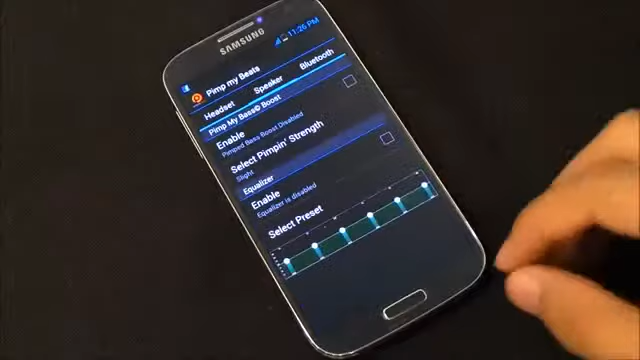 SAMSUNG
11:26 PM
Pimp my Beats
Headset Speaker Bluetooth
Pimp My Bass© Boost
Enable
Pimped Bass Boost Disabled
Select Pimpin' Strength
Slight
Equalizer
Enable
Equalizer is disabled
Select Preset